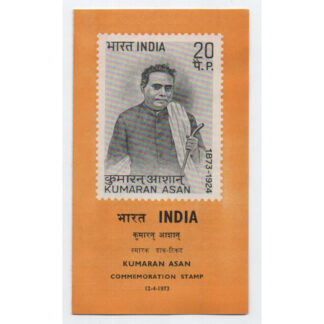 भारत INDIA
20
पै. P.
1873-1924
कुमारन् आशान्
KUMARAN ASAN
भारत INDIA
कुमारन् आशान्
स्मारक डाक-टिकट
KUMARAN ASAN
COMMEMORATION STAMP
12-4-1973